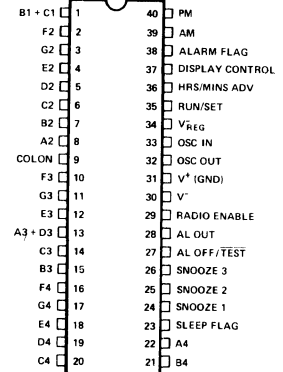 B1 + C1 1 40 PM
F2 2 39 AM
G2 3 38 ALARM FLAG
E2 4 37 DISPLAY CONTROL
D2 5 36 HRS/MINS ADV
C2 6 35 RUN/SET
B2 7 34 V⁻REG
A2 8 33 OSC IN
COLON 9 32 OSC OUT
F3 10 31 V⁺ (GND)
G3 11 30 V⁻
E3 12 29 RADIO ENABLE
A3 + D3 13 28 AL OUT
C3 14 27 AL OFF/T̅E̅S̅T̅
B3 15 26 SNOOZE 3
F4 16 25 SNOOZE 2
G4 17 24 SNOOZE 1
E4 18 23 SLEEP FLAG
D4 19 22 A4
C4 20 21 B4